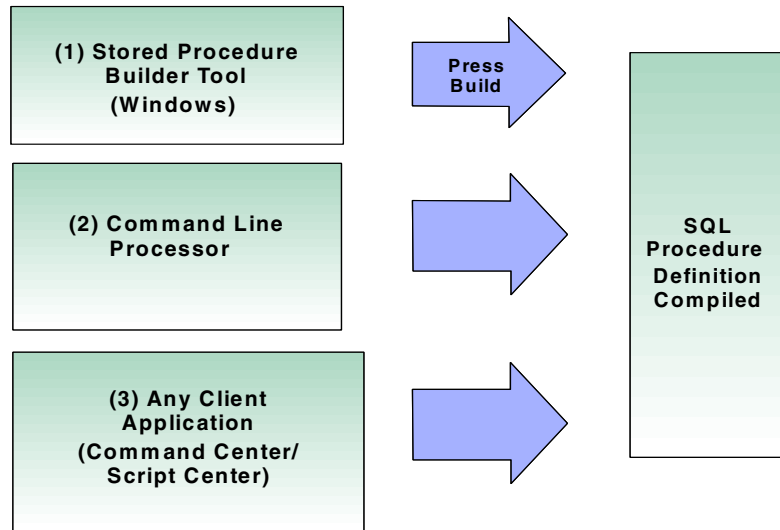 (1) Stored Procedure
Builder Tool
(Windows)
Press
Build
(2) Command Line
Processor
SQL
Procedure
Definition
Compiled
(3) Any Client
Application
(Command Center/
Script Center)